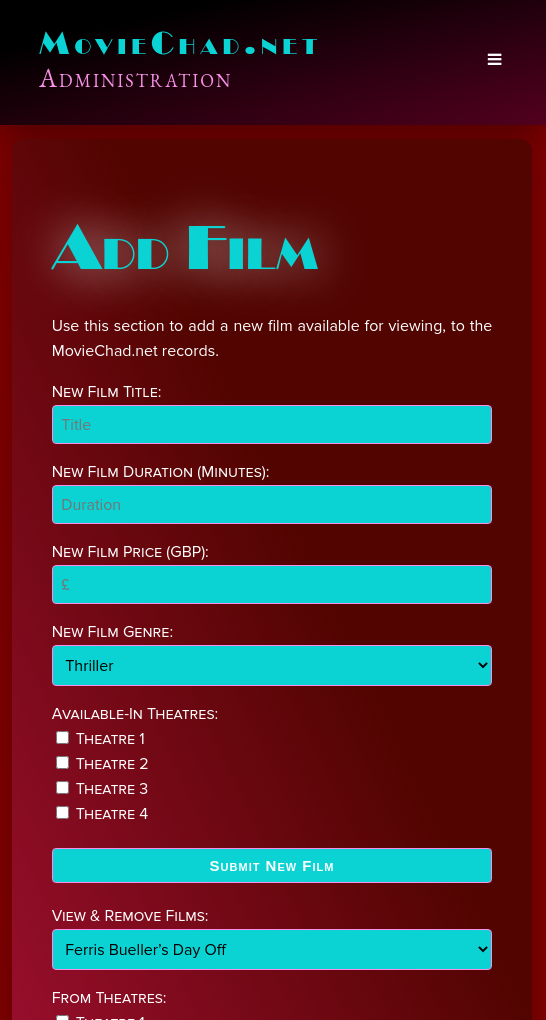 MovieChad.net
Administration
Add Film
Use this section to add a new film available for viewing, to the
MovieChad.net records.
New Film Title:
Title
New Film Duration (Minutes):
Duration
New Film Price (GBP):
£
New Film Genre:
Thriller
Available-In Theatres:
Theatre 1
Theatre 2
Theatre 3
Theatre 4
Submit New Film
View & Remove Films:
Ferris Bueller’s Day Off
From Theatres:
Theatre 1